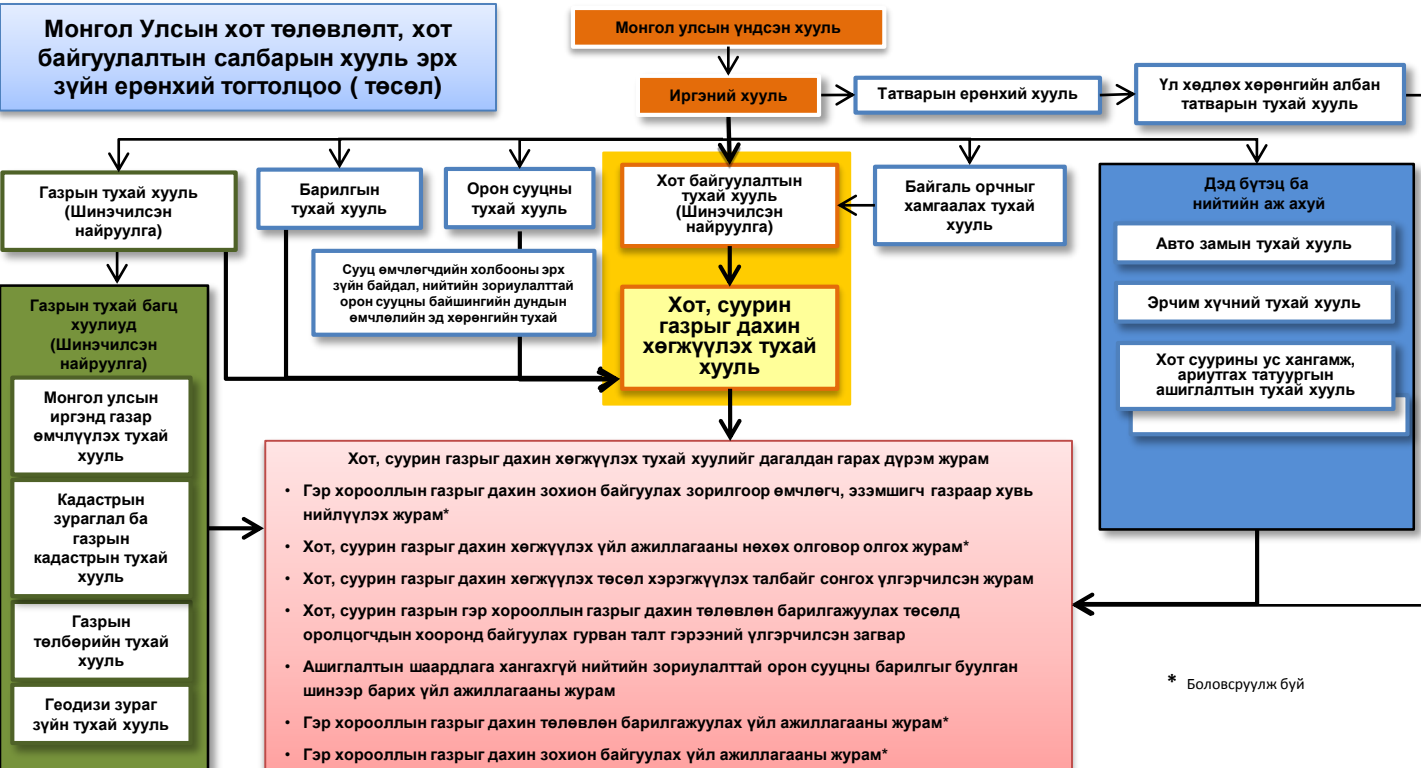 Монгол Улсын хот төлөвлөлт, хот
байгуулалтын салбарын хууль эрх
зүйн ерөнхий тогтолцоо ( төсөл)
Монгол улсын үндсэн хууль
Иргэний хууль
Татварын ерөнхий хууль
Үл хөдлөх хөрөнгийн албан
татварын тухай хууль
Газрын тухай хууль
(Шинэчилсэн
найруулга)
Барилгын
тухай хууль
Орон сууцны
тухай хууль
Хот байгуулалтын
тухай хууль
(Шинэчилсэн
найруулга)
Байгаль орчныг
хамгаалах тухай
хууль
Дэд бүтэц ба
нийтийн аж ахуй
Авто замын тухай хууль
Эрчим хүчний тухай хууль
Хот суурины ус хангамж,
ариутгах татуургын
ашиглалтын тухай хууль
Сууц өмчлөгчдийн холбооны эрх
зүйн байдал, нийтийн зориулалттай
орон сууцны байшингийн дундын
өмчлөлийн эд хөрөнгийн тухай
Хот, суурин
газрыг дахин
хөгжүүлэх тухай
хууль
Газрын тухай багц
хуулиуд
(Шинэчилсэн
найруулга)
Монгол улсын
иргэнд газар
өмчлүүлэх тухай
хууль
Кадастрын
зураглал ба
газрын
кадастрын тухай
хууль
Газрын
төлбөрийн тухай
хууль
Геодизи зураг
зүйн тухай хууль
Хот, суурин газрыг дахин хөгжүүлэх тухай хуулийг дагалдан гарах дүрэм журам
• Гэр хорооллын газрыг дахин зохион байгуулах зорилгоор өмчлөгч, эзэмшигч газраар хувь
нийлүүлэх журам*
• Хот, суурин газрыг дахин хөгжүүлэх үйл ажиллагааны нөхөх олговор олгох журам*
• Хот, суурин газрыг дахин хөгжүүлэх төсөл хэрэгжүүлэх талбайг сонгох үлгэрчилсэн журам
• Хот, суурин газрын гэр хорооллын газрыг дахин төлөвлөн барилгажуулах төсөлд
оролцогчдын хооронд байгуулах гурван талт гэрээний үлгэрчилсэн загвар
• Ашиглалтын шаардлага хангахгүй нийтийн зориулалттай орон сууцны барилгыг буулган
шинээр барих үйл ажиллагааны журам
• Гэр хорооллын газрыг дахин төлөвлөн барилгажуулах үйл ажиллагааны журам*
• Гэр хорооллын газрыг дахин зохион байгуулах үйл ажиллагааны журам*
* Боловсруулж буй